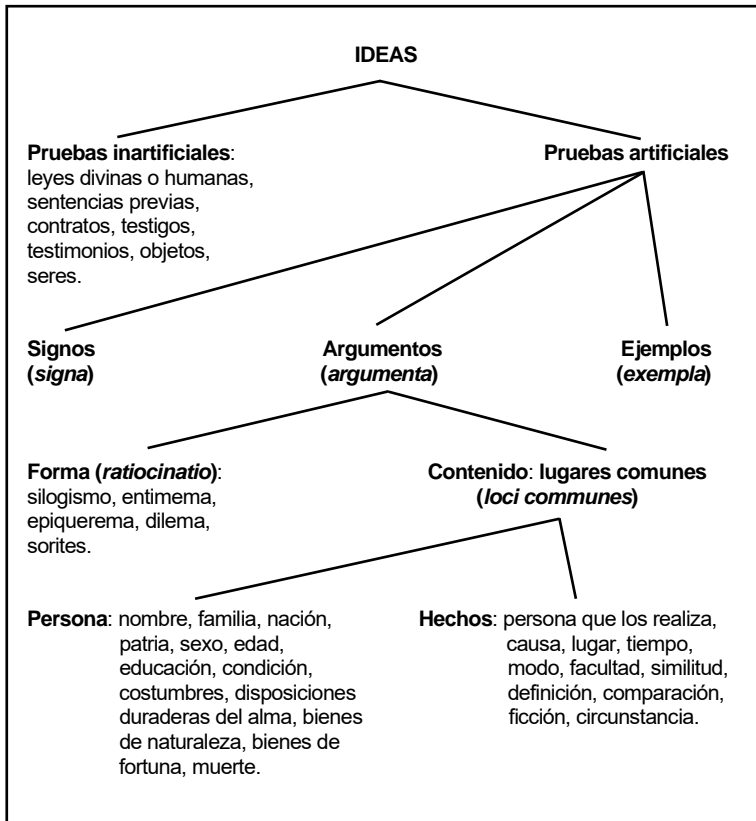 IDEAS
Pruebas inartificiales:
leyes divinas o humanas,
sentencias previas,
contratos, testigos,
testimonios, objetos,
seres.
Pruebas artificiales
Signos
(signa)
Argumentos
(argumenta)
Ejemplos
(exempla)
Forma (ratiocinatio):
silogismo, entimema,
epiquerema, dilema,
sorites.
Contenido: lugares comunes
(loci communes)
Persona: nombre, familia, nación,
patria, sexo, edad,
educación, condición,
costumbres, disposiciones
duraderas del alma, bienes
de naturaleza, bienes de
fortuna, muerte.
Hechos: persona que los realiza,
causa, lugar, tiempo,
modo, facultad, similitud,
definición, comparación,
ficción, circunstancia.